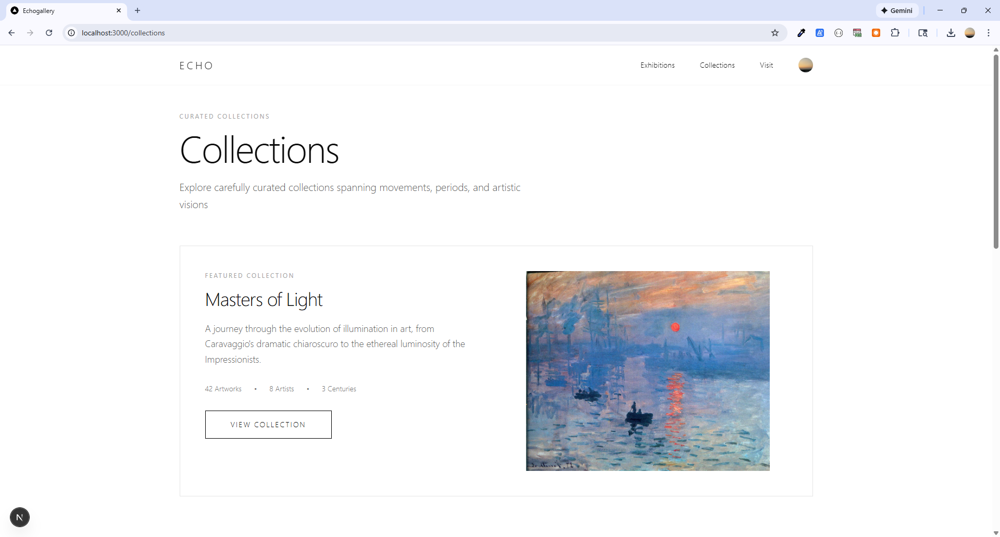 Echogallery
Gemini
localhost:3000/collections
ECHO
Exhibitions
Collections
Visit
CURATED COLLECTIONS
Collections
Explore carefully curated collections spanning movements, periods, and artistic
visions
FEATURED COLLECTION
Masters of Light
A journey through the evolution of illumination in art, from
Caravaggio's dramatic chiaroscuro to the ethereal luminosity of the
Impressionists.
42 Artworks • 8 Artists • 3 Centuries
VIEW COLLECTION
N